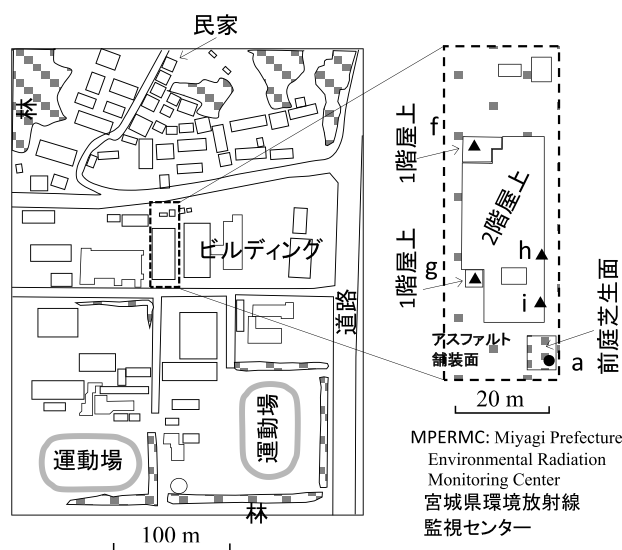 民家
林
ビルディング
道路
運動場
運動場
林
100 m
f
1階屋上
2階屋上
h
g
1階屋上
i
アスファルト
舗装面
a
前庭芝生面
20 m
MPERMC: Miyagi Prefecture
Environmental Radiation
Monitoring Center
宮城県環境放射線
監視センター